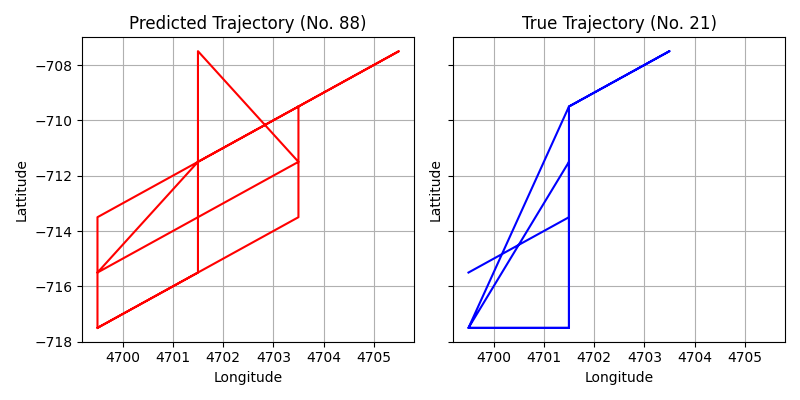 Predicted Trajectory (No. 88)
−708
−710
−712
−714
−716
−718
Lattitude
4700 4701 4702 4703 4704 4705
Longitude
True Trajectory (No. 21)
Lattitude
4700 4701 4702 4703 4704 4705
Longitude